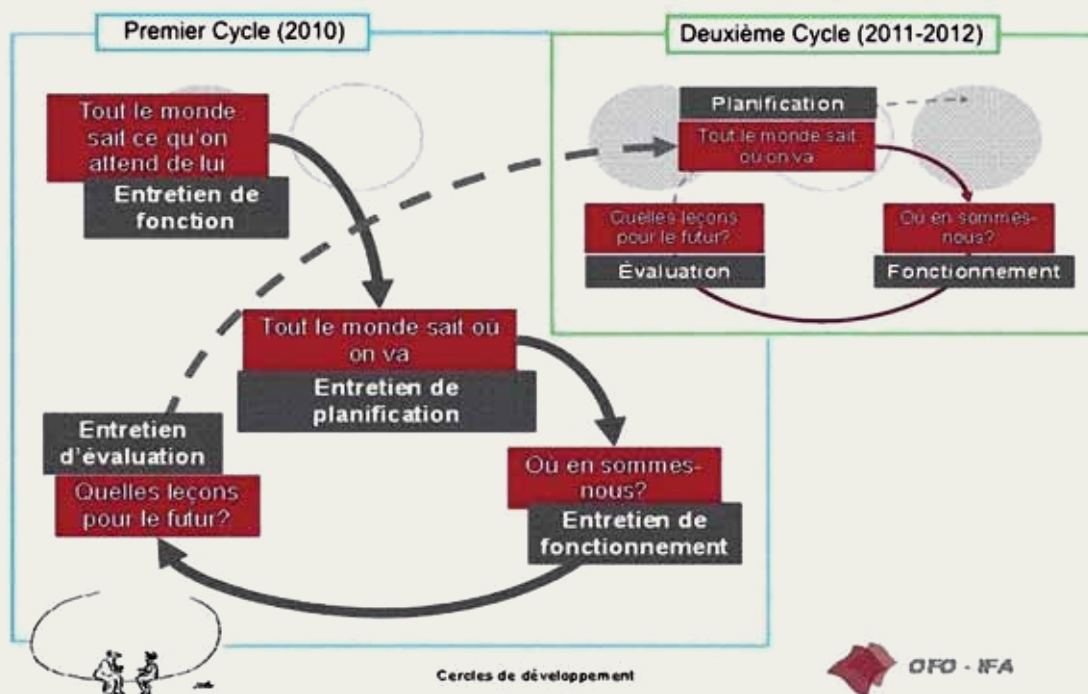 Premier Cycle (2010)
Tout le monde
sait ce qu'on
attend de lui
Entretien de
fonction
Tout le monde sait où
on va
Entretien de
planification
Où en sommes-
nous?
Entretien de
fonctionnement
Entretien
d'évaluation
Quelles leçons
pour le futur?
Deuxième Cycle (2011-2012)
Planification
Tout le monde sait
où on va
Où en sommes-
nous?
Fonctionnement
Quelles leçons
pour le futur?
Évaluation
Cercles de développement
OFO - IFA